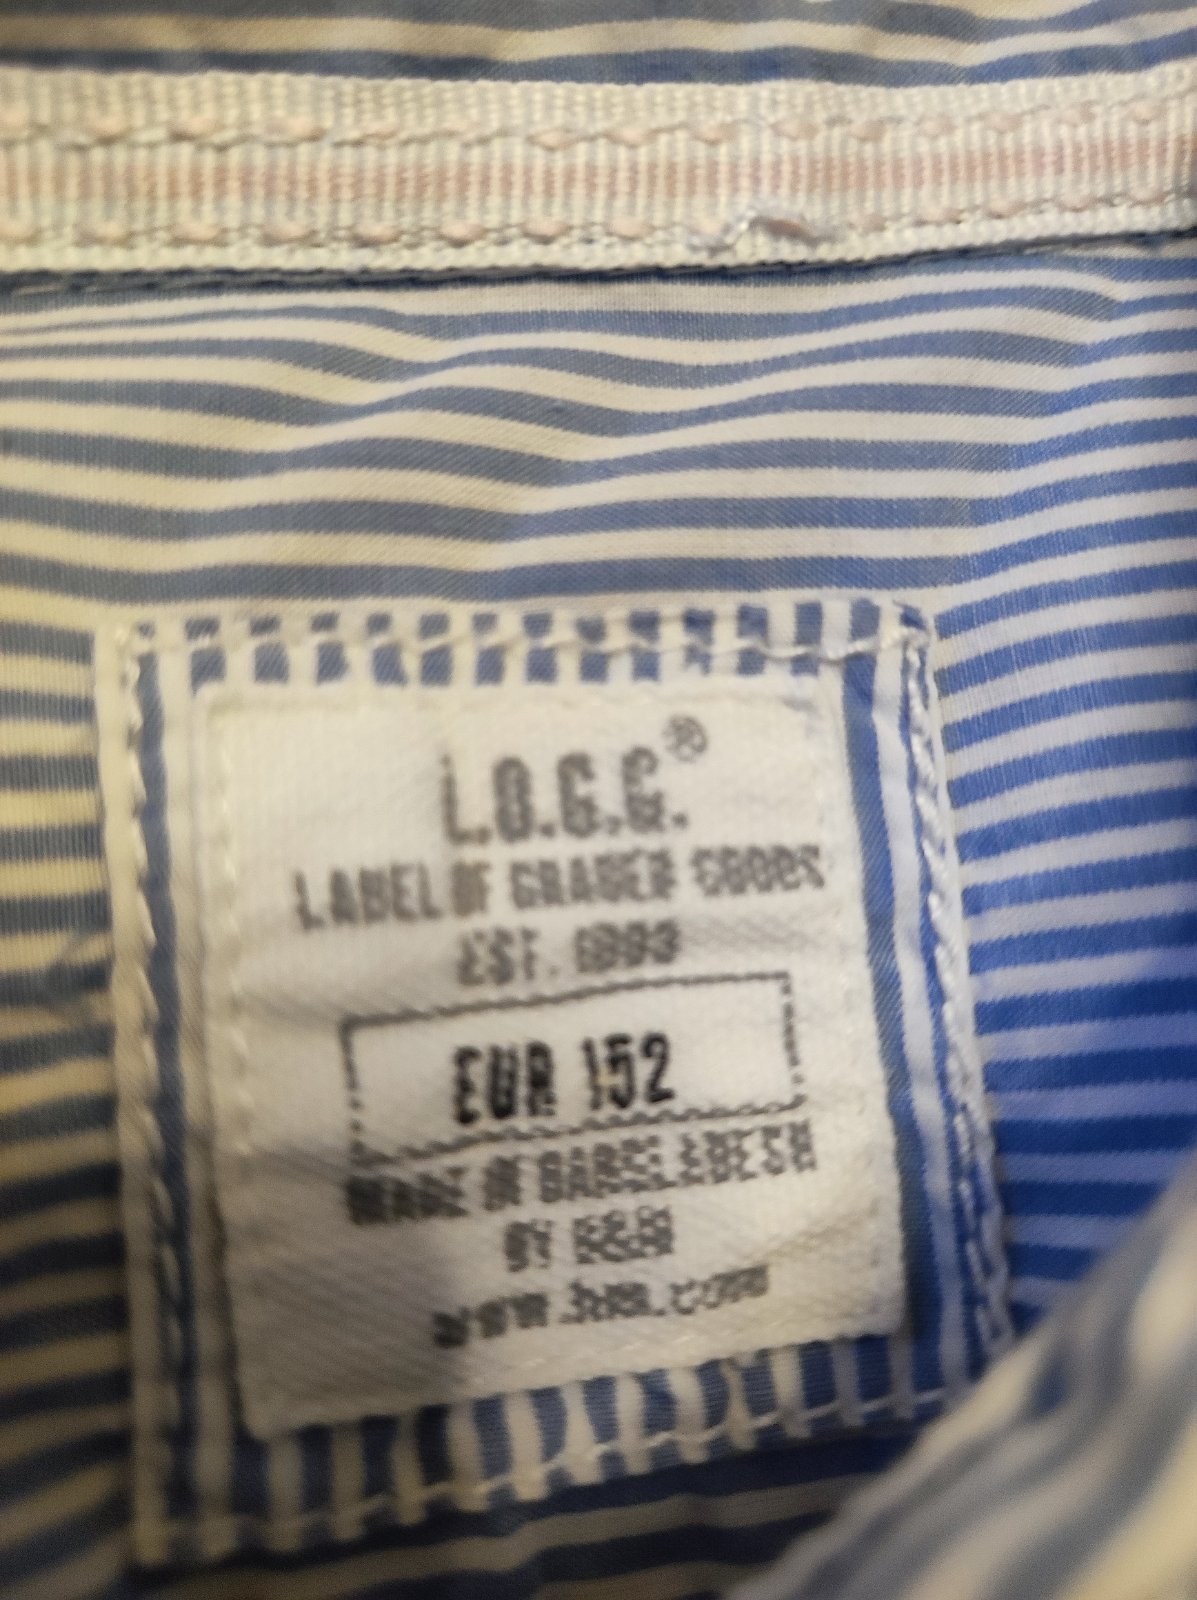 L.O.G.G.®
LABEL OF GRADED GOODS
EST. 1993
EUR 152
MADE IN BANGLADESH
BY H&M
www.hm.com